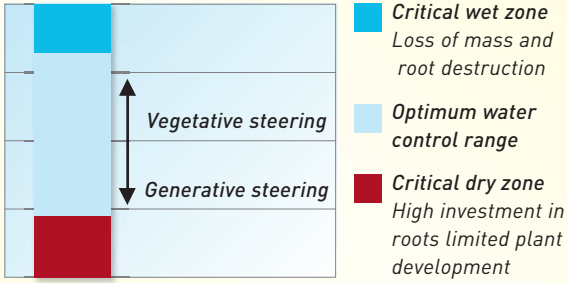 Vegetative steering
Generative steering
Critical wet zone
Loss of mass and
root destruction
Optimum water
control range
Critical dry zone
High investment in
roots limited plant
development